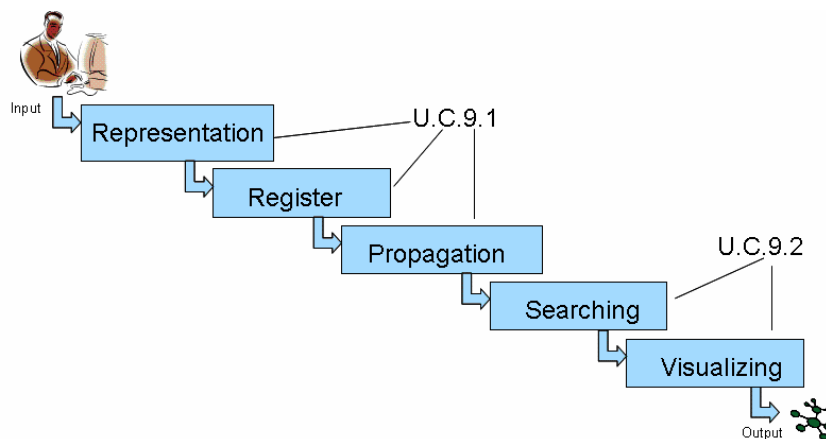 Input
Representation
U.C.9.1
Register
Propagation
U.C.9.2
Searching
Visualizing
Output